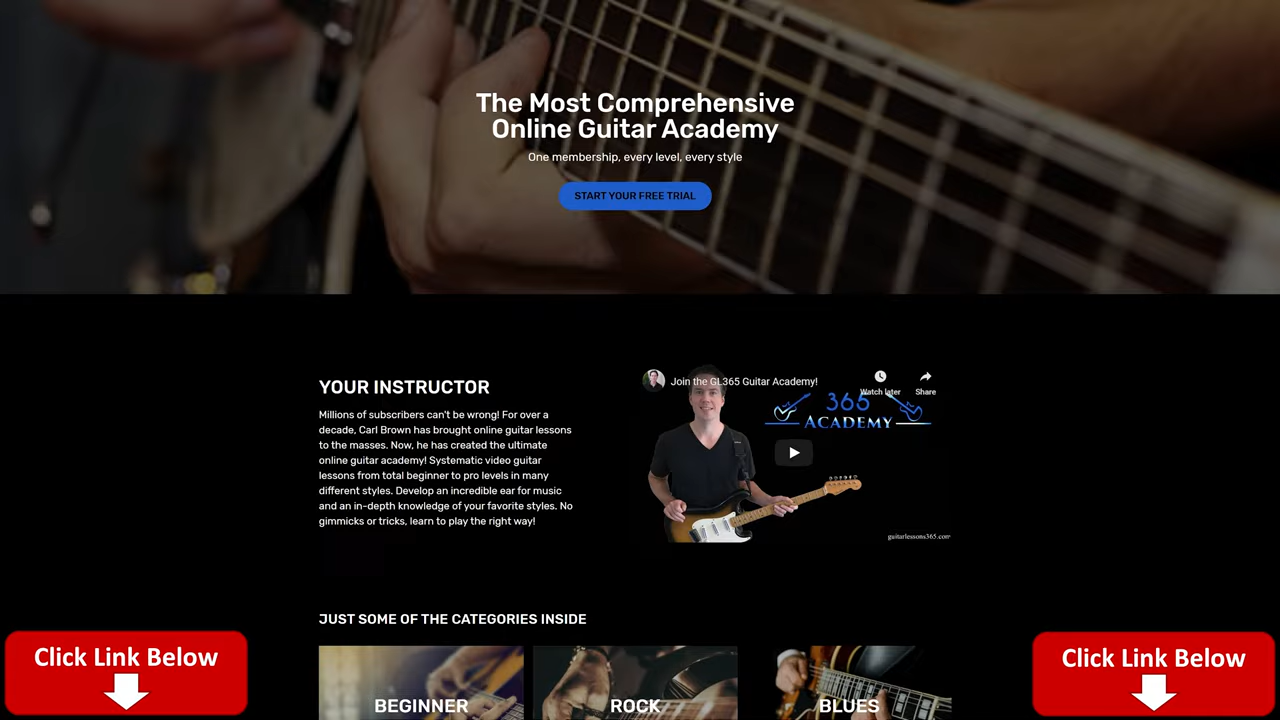 The Most Comprehensive
Online Guitar Academy
One membership, every level, every style
START YOUR FREE TRIAL
YOUR INSTRUCTOR
Millions of subscribers can't be wrong! For over a
decade, Carl Brown has brought online guitar lessons
to the masses. Now, he has created the ultimate
online guitar academy! Systematic video guitar
lessons from total beginner to pro levels in many
different styles. Develop an incredible ear for music
and an in-depth knowledge of your favorite styles. No
gimmicks or tricks, learn to play the right way!
Join the GL365 Guitar Academy!
Watch later
Share
365
ACADEMY
guitarlessons365.com
JUST SOME OF THE CATEGORIES INSIDE
BEGINNER
ROCK
BLUES
Click Link Below
Click Link Below